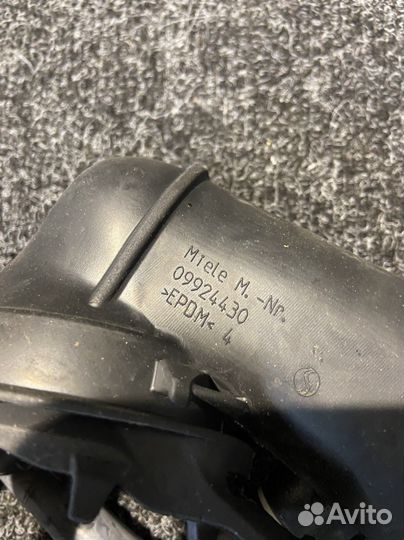 Miele M. -Nr.
09924430
>EPDM< 4
Avito